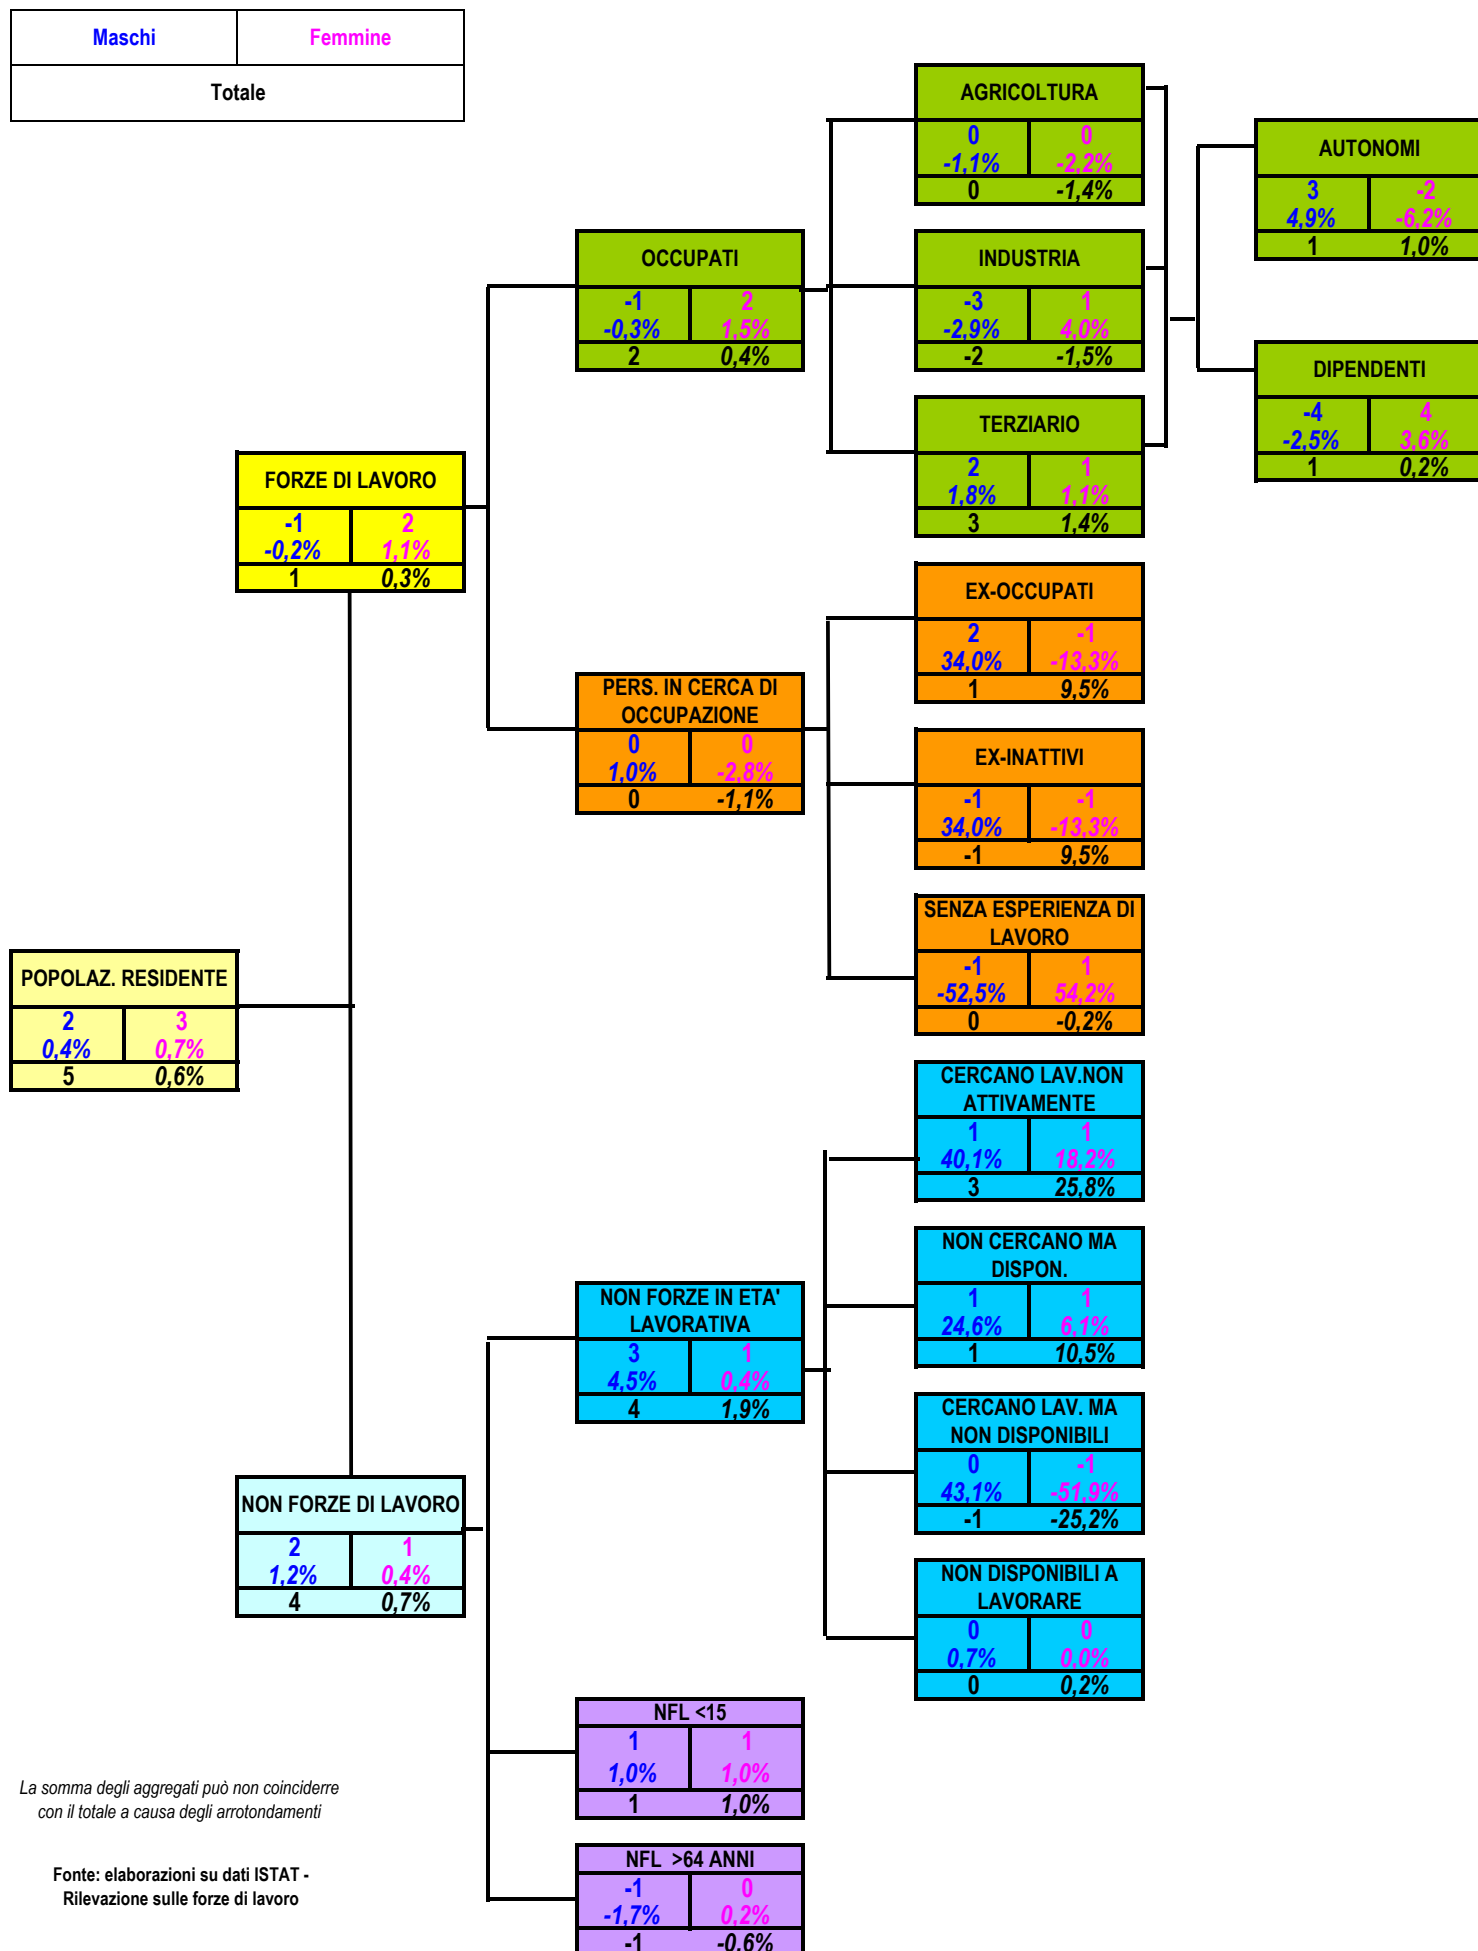 Maschi Femmine
Totale
AGRICOLTURA
0 0
-1,1% -2,2%
0 -1,4%
AUTONOMI
3 -2
4,9% -6,2%
1 1,0%
OCCUPATI
-1 2
-0,3% 1,5%
2 0,4%
INDUSTRIA
-3 1
-2,9% 4,0%
-2 -1,5%
DIPENDENTI
-4 4
-2,5% 3,6%
1 0,2%
TERZIARIO
2 1
1,8% 1,1%
3 1,4%
FORZE DI LAVORO
-1 2
-0,2% 1,1%
1 0,3%
EX-OCCUPATI
2 -1
34,0% -13,3%
1 9,5%
PERS. IN CERCA DI
OCCUPAZIONE
0 0
1,0% -2,8%
0 -1,1%
EX-INATTIVI
-1 -1
34,0% -13,3%
-1 9,5%
SENZA ESPERIENZA DI
LAVORO
-1 1
-52,5% 54,2%
0 -0,2%
POPOLAZ. RESIDENTE
2 3
0,4% 0,7%
5 0,6%
CERCANO LAV.NON
ATTIVAMENTE
1 1
40,1% 18,2%
3 25,8%
NON CERCANO MA
DISPON.
1 1
24,6% 6,1%
1 10,5%
NON FORZE IN ETA'
LAVORATIVA
3 1
4,5% 0,4%
4 1,9%
CERCANO LAV. MA
NON DISPONIBILI
0 -1
43,1% -51,9%
-1 -25,2%
NON FORZE DI LAVORO
2 1
1,2% 0,4%
4 0,7%
NON DISPONIBILI A
LAVORARE
0 0
0,7% 0,0%
0 0,2%
NFL <15
1 1
1,0% 1,0%
1 1,0%
La somma degli aggregati può non coinciderre
con il totale a causa degli arrotondamenti
NFL >64 ANNI
-1 0
-1,7% 0,2%
-1 -0,6%
Fonte: elaborazioni su dati ISTAT -
Rilevazione sulle forze di lavoro